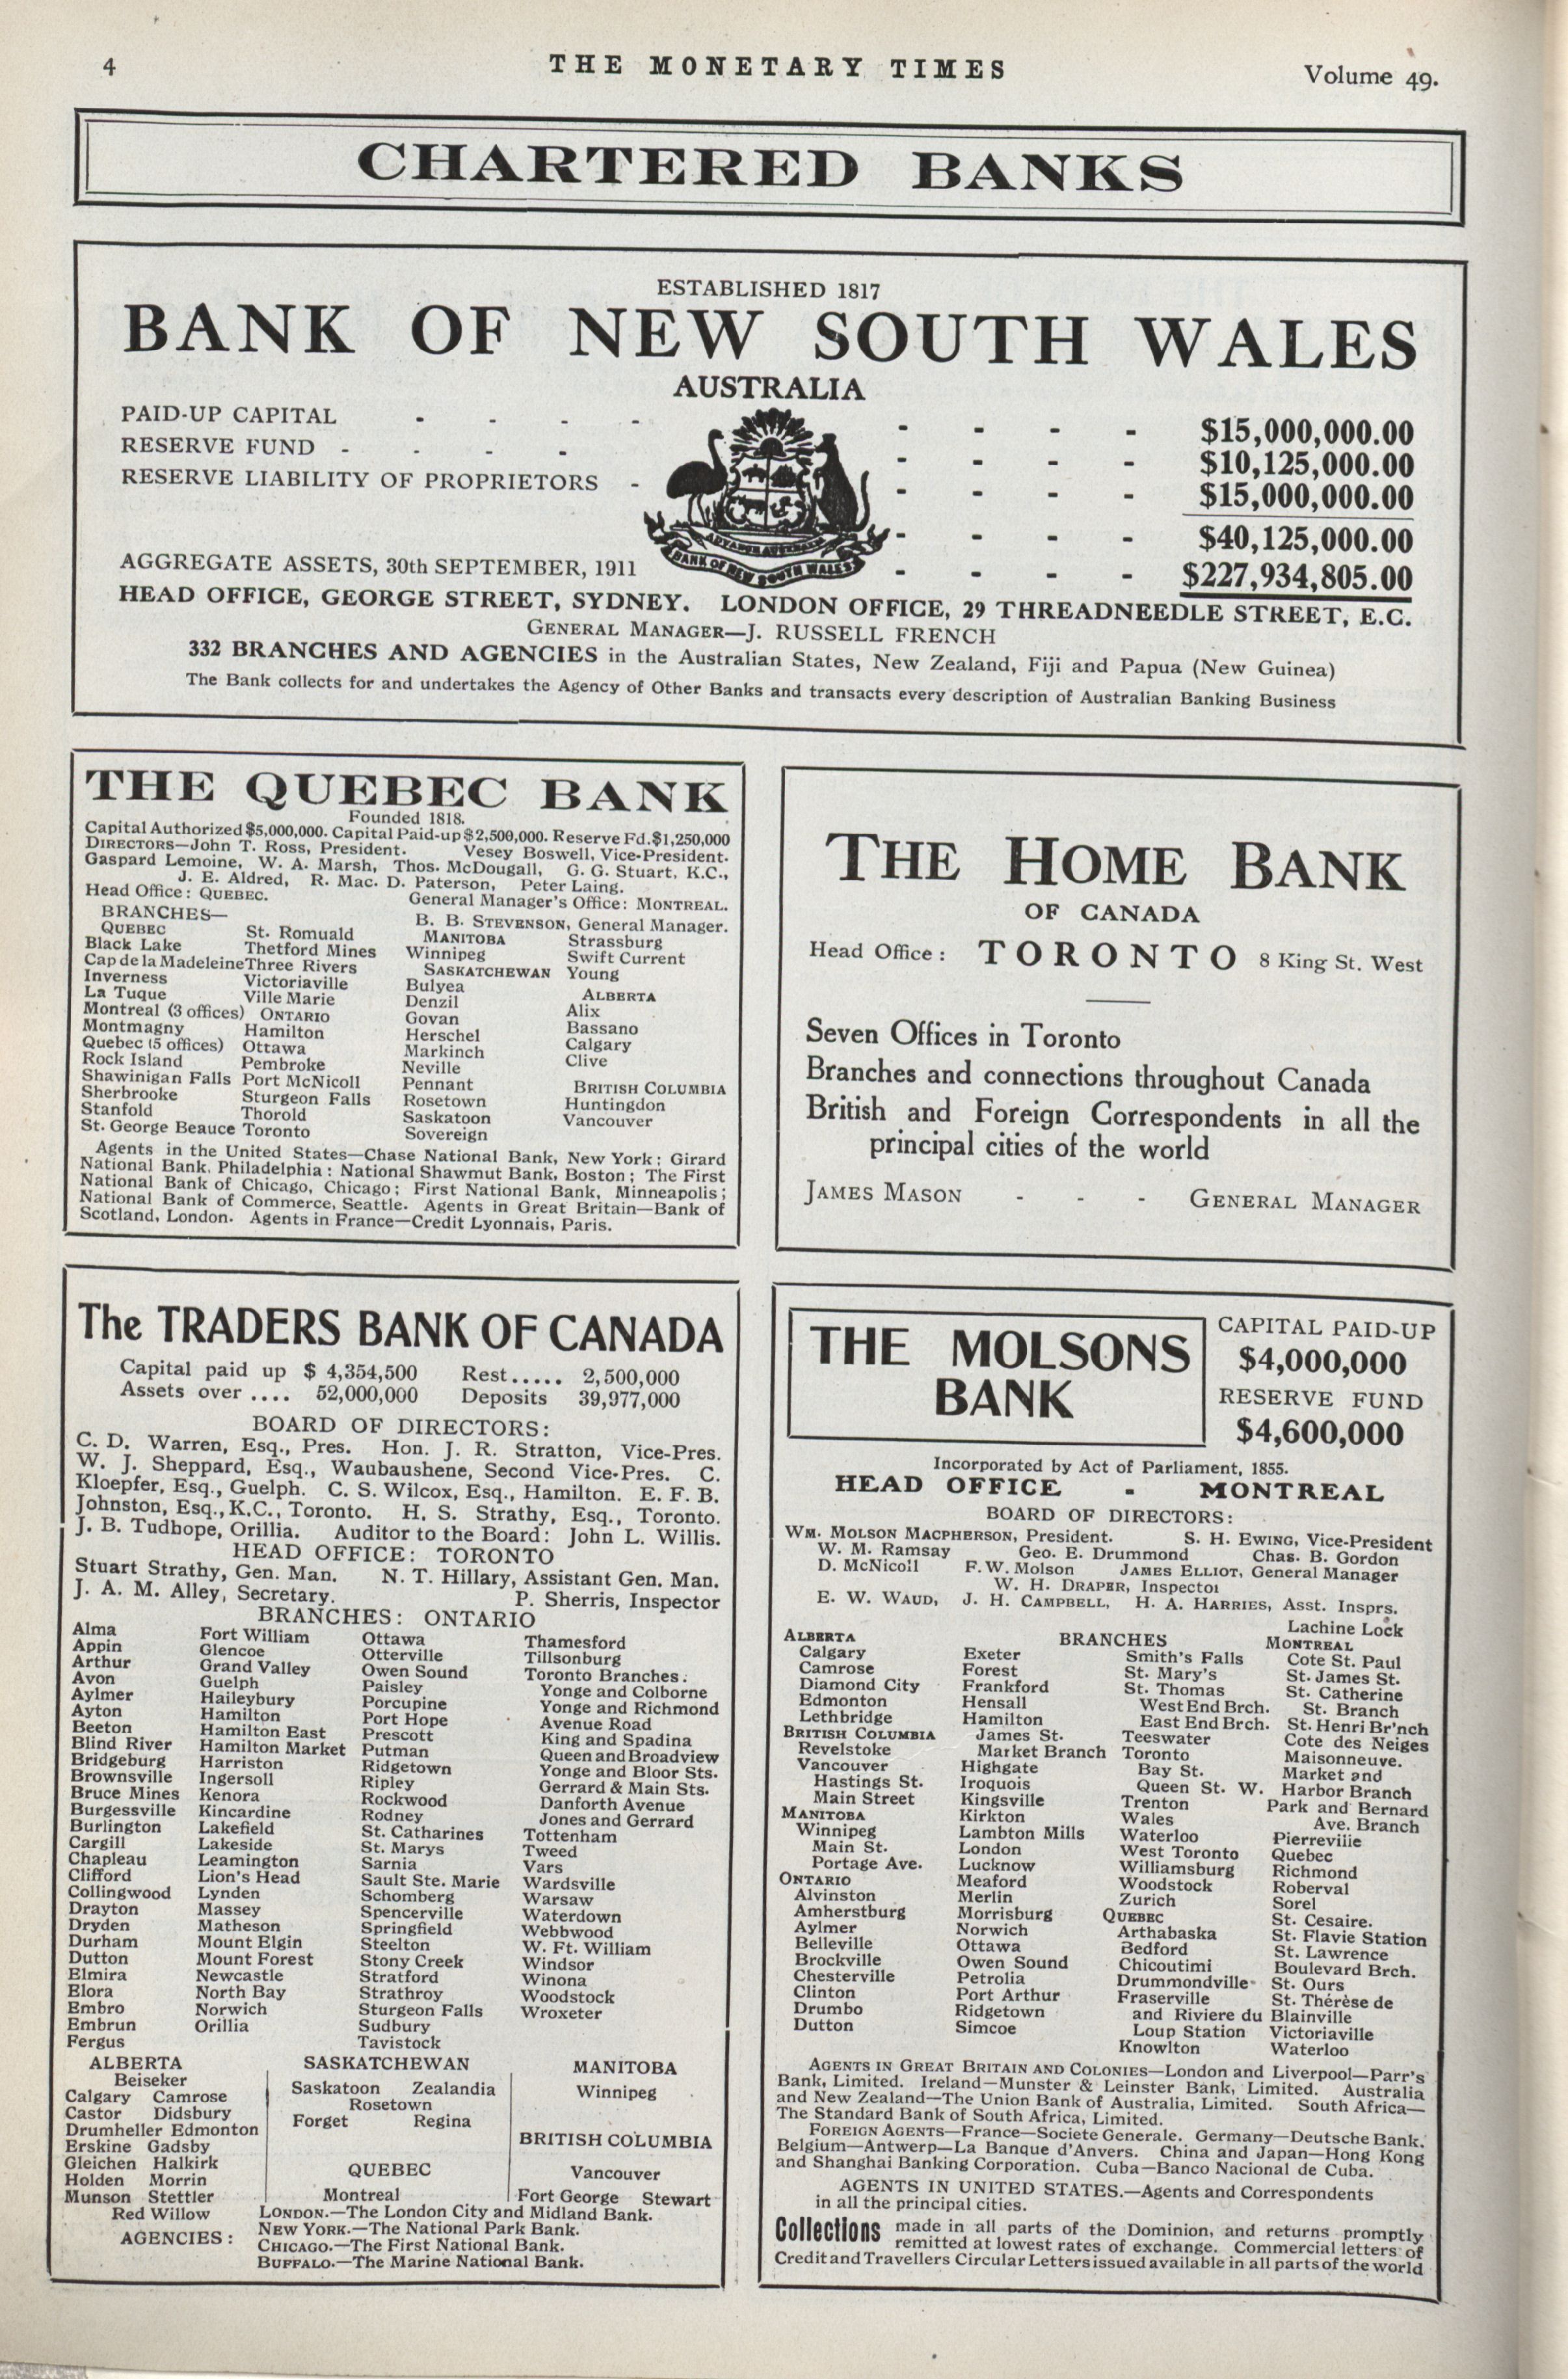 4
THE MONETARY TIMES
Volume 49.
CHARTERED BANKS
ESTABLISHED 1817
BANK OF NEW SOUTH WALES
AUSTRALIA
PAID-UP CAPITAL - - - - - - - - $15,000,000.00
RESERVE FUND - - - - - - - - $10,125,000.00
RESERVE LIABILITY OF PROPRIETORS - - - - - $15,000,000.00
- - - - $40,125,000.00
AGGREGATE ASSETS, 30th SEPTEMBER, 1911 - - - - $227,934,805.00
ADVANCE AUSTRALIA
BANK OF NEW SOUTH WALES
HEAD OFFICE, GEORGE STREET, SYDNEY. LONDON OFFICE, 29 THREADNEEDLE STREET, E.C.
GENERAL MANAGER—J. RUSSELL FRENCH
332 BRANCHES AND AGENCIES in the Australian States, New Zealand, Fiji and Papua (New Guinea)
The Bank collects for and undertakes the Agency of Other Banks and transacts every description of Australian Banking Business
THE QUEBEC BANK
Founded 1818.
Capital Authorized $5,000,000. Capital Paid-up $2,500,000. Reserve Fd. $1,250,000
DIRECTORS—John T. Ross, President. Vesey Boswell, Vice-President.
Gaspard Lemoine, W. A. Marsh, Thos. McDougall, G. G. Stuart, K.C.,
J. E. Aldred, R. Mac. D. Paterson, Peter Laing.
Head Office: QUEBEC. General Manager's Office: MONTREAL.
BRANCHES— B. B. STEVENSON, General Manager.
QUEBEC
Black Lake
Cap de la Madeleine
Inverness
La Tuque
Montreal (3 offices)
Montmagny
Quebec (5 offices)
Rock Island
Shawinigan Falls
Sherbrooke
Stanfold
St. George Beauce
St. Romuald
Thetford Mines
Three Rivers
Victoriaville
Ville Marie
ONTARIO
Hamilton
Ottawa
Pembroke
Port McNicoll
Sturgeon Falls
Thorold
Toronto
MANITOBA
Winnipeg
SASKATCHEWAN
Bulyea
Denzil
Govan
Herschel
Markinch
Neville
Pennant
Rosetown
Saskatoon
Sovereign
Strassburg
Swift Current
Young
ALBERTA
Alix
Bassano
Calgary
Clive
BRITISH COLUMBIA
Huntingdon
Vancouver
Agents in the United States—Chase National Bank, New York; Girard
National Bank, Philadelphia; National Shawmut Bank, Boston; The First
National Bank of Chicago, Chicago; First National Bank, Minneapolis;
National Bank of Commerce, Seattle. Agents in Great Britain—Bank of
Scotland, London. Agents in France—Credit Lyonnais, Paris.
THE HOME BANK
OF CANADA
Head Office: TORONTO 8 King St. West
Seven Offices in Toronto
Branches and connections throughout Canada
British and Foreign Correspondents in all the
principal cities of the world
JAMES MASON - - - GENERAL MANAGER
The TRADERS BANK OF CANADA
Capital paid up $ 4,354,500 Rest..... 2,500,000
Assets over .... 52,000,000 Deposits 39,977,000
BOARD OF DIRECTORS:
C. D. Warren, Esq., Pres. Hon. J. R. Stratton, Vice-Pres.
W. J. Sheppard, Esq., Waubaushene, Second Vice-Pres. C.
Kloepfer, Esq., Guelph. C. S. Wilcox, Esq., Hamilton. E. F. B.
Johnston, Esq., K.C., Toronto. H. S. Strathy, Esq., Toronto.
J. B. Tudhope, Orillia. Auditor to the Board: John L. Willis.
HEAD OFFICE: TORONTO
Stuart Strathy, Gen. Man. N. T. Hillary, Assistant Gen. Man.
J. A. M. Alley, Secretary. P. Sherris, Inspector
BRANCHES: ONTARIO
Alma
Appin
Arthur
Avon
Aylmer
Ayton
Beeton
Blind River
Bridgeburg
Brownsville
Bruce Mines
Burgessville
Burlington
Cargill
Chapleau
Clifford
Collingwood
Drayton
Dryden
Durham
Dutton
Elmira
Elora
Embro
Embrun
Fergus
Fort William
Glencoe
Grand Valley
Guelph
Haileybury
Hamilton
Hamilton East
Hamilton Market
Harriston
Ingersoll
Kenora
Kincardine
Lakefield
Lakeside
Leamington
Lion's Head
Lynden
Massey
Matheson
Mount Elgin
Mount Forest
Newcastle
North Bay
Norwich
Orillia
Ottawa
Otterville
Owen Sound
Paisley
Porcupine
Port Hope
Prescott
Putman
Ridgetown
Ripley
Rockwood
Rodney
St. Catharines
St. Marys
Sarnia
Sault Ste. Marie
Schomberg
Spencerville
Springfield
Steelton
Stony Creek
Stratford
Strathroy
Sturgeon Falls
Sudbury
Tavistock
Thamesford
Tillsonburg
Toronto Branches:
Yonge and Colborne
Yonge and Richmond
Avenue Road
King and Spadina
Queen and Broadview
Yonge and Bloor Sts.
Gerrard & Main Sts.
Danforth Avenue
Jones and Gerrard
Tottenham
Tweed
Vars
Wardsville
Warsaw
Waterdown
Webbwood
W. Ft. William
Windsor
Winona
Woodstock
Wroxeter
ALBERTA
Beiseker
Calgary Camrose
Castor Didsbury
Drumheller Edmonton
Erskine Gadsby
Gleichen Halkirk
Holden Morrin
Munson Stettler
Red Willow
SASKATCHEWAN
Saskatoon Zealandia
Rosetown
Forget Regina
QUEBEC
Montreal
MANITOBA
Winnipeg
BRITISH COLUMBIA
Vancouver
Fort George Stewart
AGENCIES:
LONDON.—The London City and Midland Bank.
NEW YORK.—The National Park Bank.
CHICAGO.—The First National Bank.
BUFFALO.—The Marine National Bank.
THE MOLSONS
BANK
CAPITAL PAID-UP
$4,000,000
RESERVE FUND
$4,600,000
Incorporated by Act of Parliament, 1855.
HEAD OFFICE - MONTREAL
BOARD OF DIRECTORS:
WM. MOLSON MACPHERSON, President. S. H. EWING, Vice-President
W. M. Ramsay Geo. E. Drummond Chas. B. Gordon
D. McNicoll F. W. Molson JAMES ELLIOT, General Manager
W. H. DRAPER, Inspector
E. W. WAUD, J. H. CAMPBELL, H. A. HARRIES, Asst. Insprs.
BRANCHES
ALBERTA
Calgary
Camrose
Diamond City
Edmonton
Lethbridge
BRITISH COLUMBIA
Revelstoke
Vancouver
Hastings St.
Main Street
MANITOBA
Winnipeg
Main St.
Portage Ave.
ONTARIO
Alvinston
Amherstburg
Aylmer
Belleville
Brockville
Chesterville
Clinton
Drumbo
Dutton
Exeter
Forest
Frankford
Hensall
Hamilton
James St.
Market Branch
Highgate
Iroquois
Kingsville
Kirkton
Lambton Mills
London
Lucknow
Meaford
Merlin
Morrisburg
Norwich
Ottawa
Owen Sound
Petrolia
Port Arthur
Ridgetown
Simcoe
Smith's Falls
St. Mary's
St. Thomas
West End Brch.
East End Brch.
Teeswater
Toronto
Bay St.
Queen St. W.
Trenton
Wales
Waterloo
West Toronto
Williamsburg
Woodstock
Zurich
QUEBEC
Arthabaska
Bedford
Chicoutimi
Drummondville
Fraserville
and Riviere du
Loup Station
Knowlton
Lachine Lock
MONTREAL
Cote St. Paul
St. James St.
St. Catherine
St. Branch
St. Henri Br'nch
Cote des Neiges
Maisonneuve.
Market and
Harbor Branch
Park and Bernard
Ave. Branch
Pierreville
Quebec
Richmond
Roberval
Sorel
St. Cesaire.
St. Flavie Station
St. Lawrence
Boulevard Brch.
St. Ours
St. Thérèse de
Blainville
Victoriaville
Waterloo
AGENTS IN GREAT BRITAIN AND COLONIES—London and Liverpool—Parr's
Bank, Limited. Ireland—Munster & Leinster Bank, Limited. Australia
and New Zealand—The Union Bank of Australia, Limited. South Africa—
The Standard Bank of South Africa, Limited.
FOREIGN AGENTS—France—Societe Generale. Germany—Deutsche Bank.
Belgium—Antwerp—La Banque d'Anvers. China and Japan—Hong Kong
and Shanghai Banking Corporation. Cuba—Banco Nacional de Cuba.
AGENTS IN UNITED STATES.—Agents and Correspondents
in all the principal cities.
Collections made in all parts of the Dominion, and returns promptly
remitted at lowest rates of exchange. Commercial letters of
Credit and Travellers Circular Letters issued available in all parts of the world